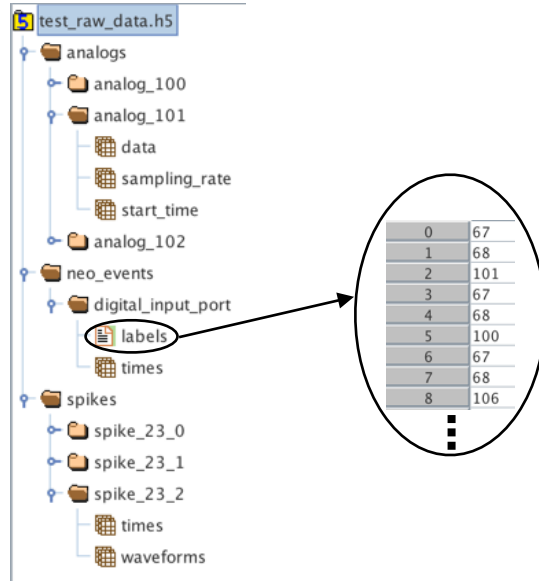 test_raw_data.h5
analogs
analog_100
analog_101
data
sampling_rate
start_time
analog_102
neo_events
digital_input_port
labels
times
spikes
spike_23_0
spike_23_1
spike_23_2
times
waveforms
0 67
1 68
2 101
3 67
4 68
5 100
6 67
7 68
8 106